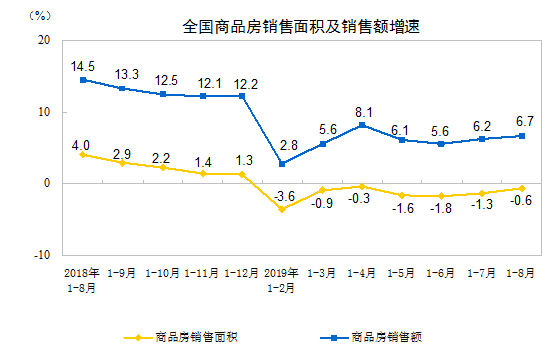 全国商品房销售面积及销售额增速
(%)
20
10
0
-10
14.5 13.3 12.5 12.1 12.2 2.8 5.6 8.1 6.1 5.6 6.2 6.7
4.0 2.9 2.2 1.4 1.3 -3.6 -0.9 -0.3 -1.6 -1.8 -1.3 -0.6
2018年 1-9月 1-10月 1-11月 1-12月 2019年 1-3月 1-4月 1-5月 1-6月 1-7月 1-8月
1-8月 1-2月
商品房销售面积 商品房销售额